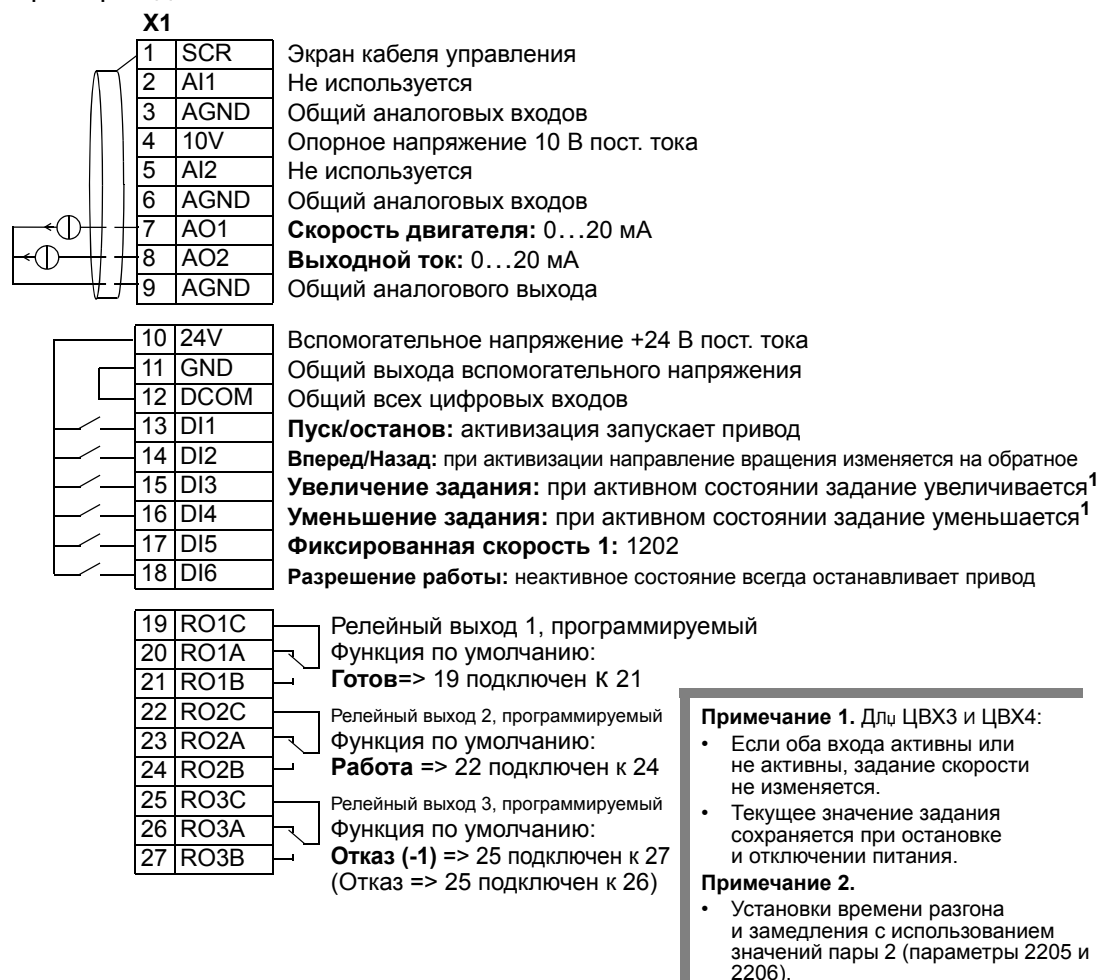 X1
1 SCR Экран кабеля управления
2 AI1 Не используется
3 AGND Общий аналоговых входов
4 10V Опорное напряжение 10 В пост. тока
5 AI2 Не используется
6 AGND Общий аналоговых входов
7 AO1 Скорость двигателя: 0…20 мА
8 AO2 Выходной ток: 0…20 мА
9 AGND Общий аналогового выхода
10 24V Вспомогательное напряжение +24 В пост. тока
11 GND Общий выхода вспомогательного напряжения
12 DCOM Общий всех цифровых входов
13 DI1 Пуск/останов: активизация запускает привод
14 DI2 Вперед/Назад: при активизации направление вращения изменяется на обратное
15 DI3 Увеличение задания: при активном состоянии задание увеличивается1
16 DI4 Уменьшение задания: при активном состоянии задание уменьшается1
17 DI5 Фиксированная скорость 1: 1202
18 DI6 Разрешение работы: неактивное состояние всегда останавливает привод
19 RO1C Релейный выход 1, программируемый
20 RO1A Функция по умолчанию:
21 RO1B Готов=> 19 подключен К 21
22 RO2C Релейный выход 2, программируемый
23 RO2A Функция по умолчанию:
24 RO2B Работа => 22 подключен к 24
25 RO3C Релейный выход 3, программируемый
26 RO3A Функция по умолчанию:
27 RO3B Отказ (-1) => 25 подключен к 27
(Отказ => 25 подключен к 26)
Примечание 1. Длџ ЦВХ3 и ЦВХ4:
• Если оба входа активны или
не активны, задание скорости
не изменяется.
• Текущее значение задания
сохраняется при остановке
и отключении питания.
Примечание 2.
• Установки времени разгона
и замедления с использованием
значений пары 2 (параметры 2205 и
2206).